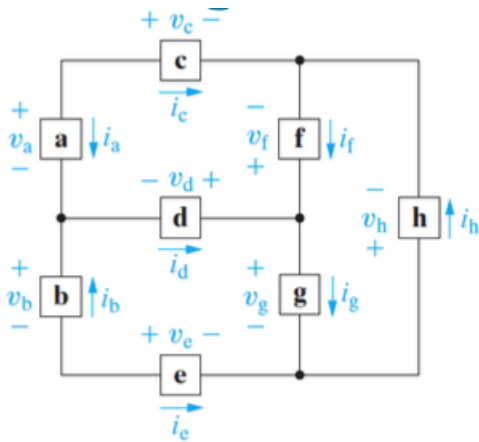 + v_c −
c
i_c
+
v_a
−
a
i_a
−
v_f
+
f
i_f
− v_d +
d
i_d
−
v_h
+
h
i_h
+
v_b
−
b
i_b
+
v_g
−
g
i_g
+ v_e −
e
i_e